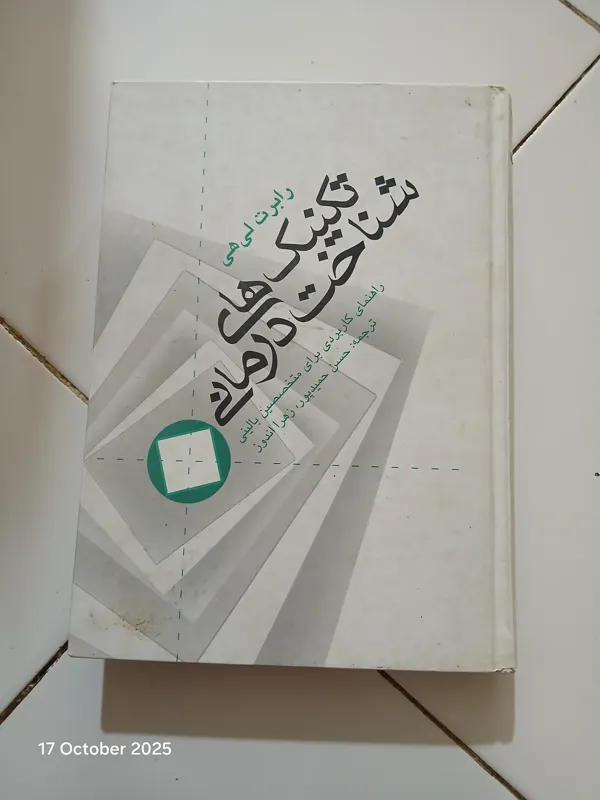 رابرت لی هی
تکنیک های
شناخت درمانی
راهنمای کاربردی برای متخصصین بالینی
ترجمه: حسن حمیدپور، زهرا اندوز
17 October 2025